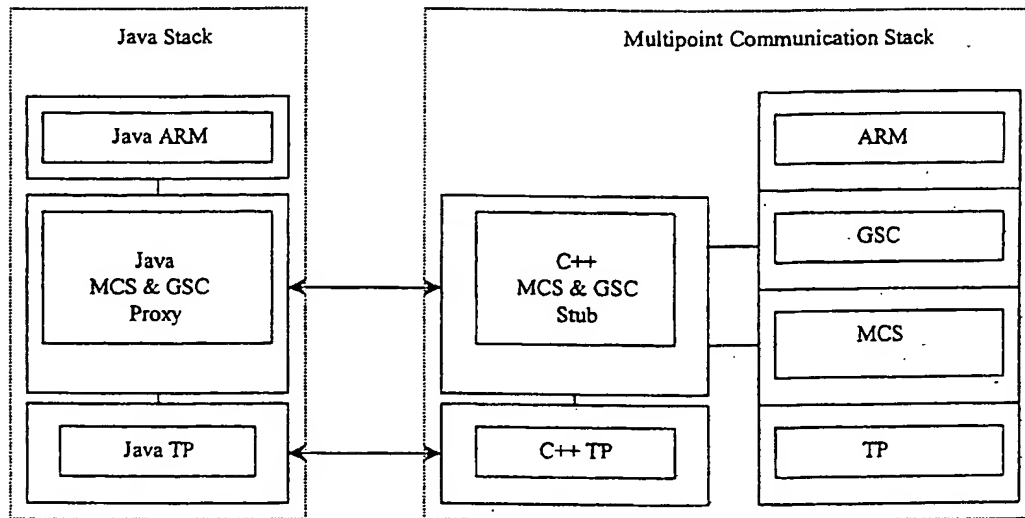 Java Stack
Multipoint Communication Stack
Java ARM
ARM
Java
MCS & GSC
Proxy
C++
MCS & GSC
Stub
GSC
MCS
Java TP
C++ TP
TP